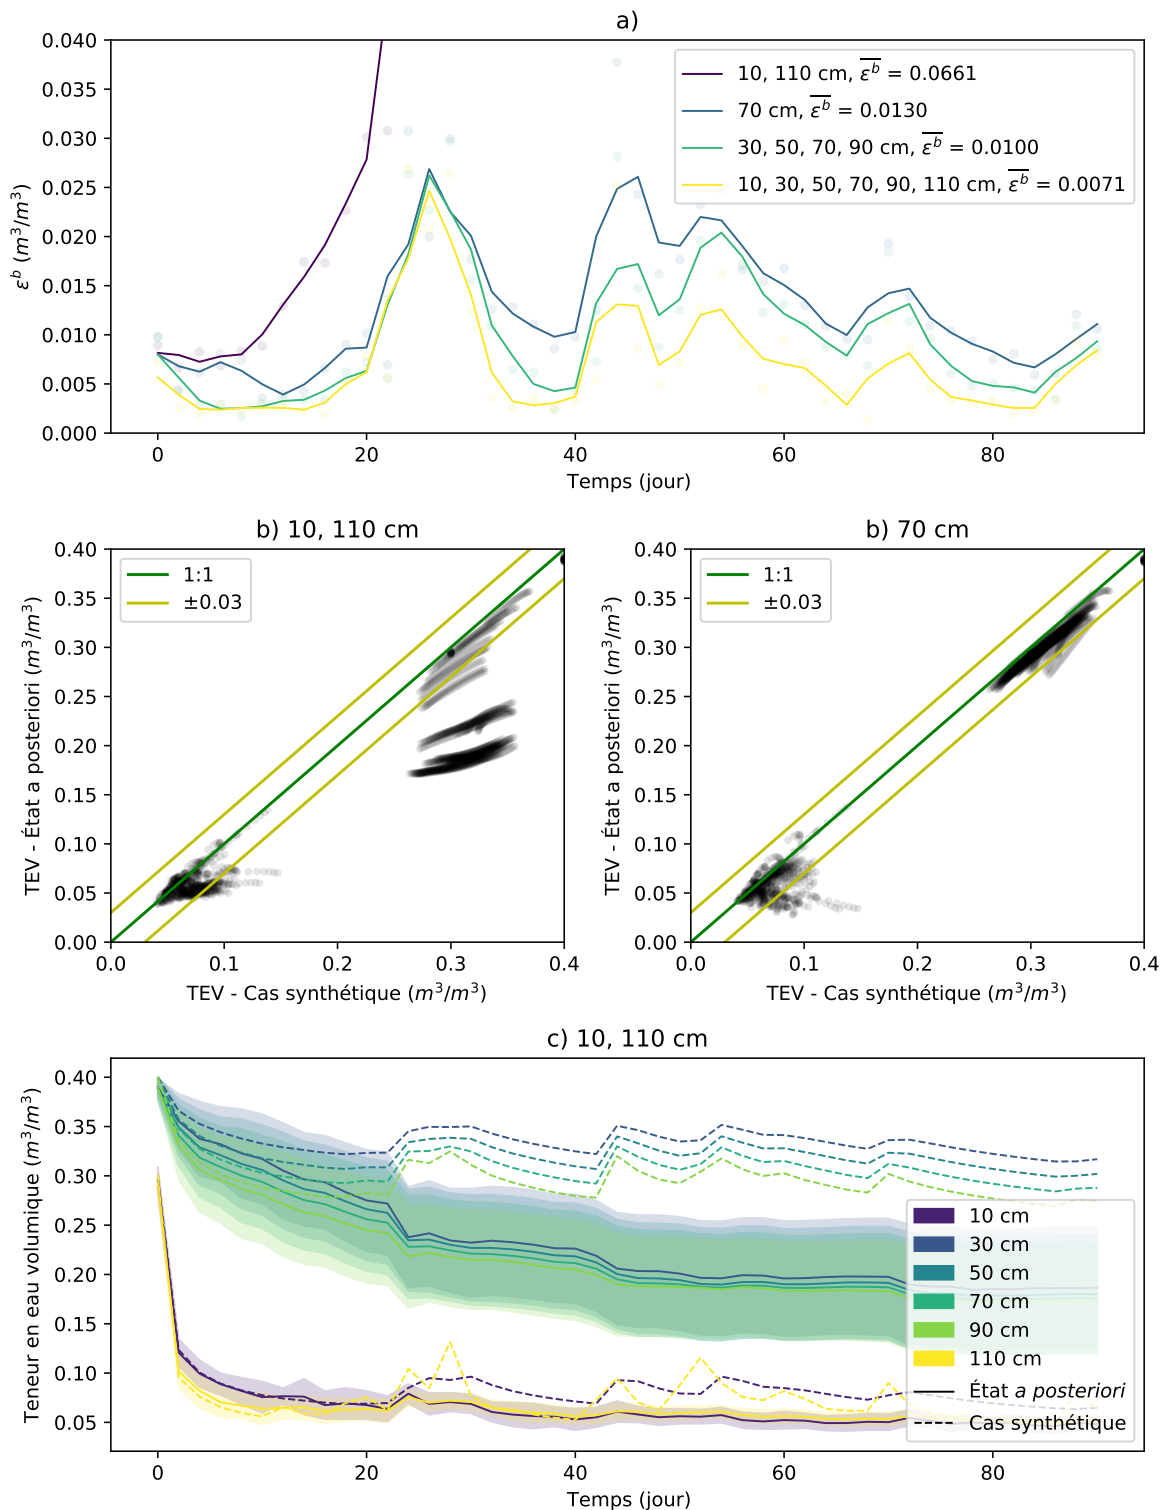 a)
0.040
0.035
0.030
0.025
0.020
0.015
0.010
0.005
0.000
ε^b (m³/m³)
10, 110 cm, ε^b = 0.0661
70 cm, ε^b = 0.0130
30, 50, 70, 90 cm, ε^b = 0.0100
10, 30, 50, 70, 90, 110 cm, ε^b = 0.0071
0 20 40 60 80
Temps (jour)
b) 10, 110 cm
0.40
0.35
0.30
0.25
0.20
0.15
0.10
0.05
0.00
TEV - État a posteriori (m³/m³)
1:1
±0.03
0.0 0.1 0.2 0.3 0.4
TEV - Cas synthétique (m³/m³)
b) 70 cm
0.40
0.35
0.30
0.25
0.20
0.15
0.10
0.05
0.00
TEV - État a posteriori (m³/m³)
1:1
±0.03
0.0 0.1 0.2 0.3 0.4
TEV - Cas synthétique (m³/m³)
c) 10, 110 cm
0.40
0.35
0.30
0.25
0.20
0.15
0.10
0.05
Teneur en eau volumique (m³/m³)
10 cm
30 cm
50 cm
70 cm
90 cm
110 cm
État a posteriori
Cas synthétique
0 20 40 60 80
Temps (jour)